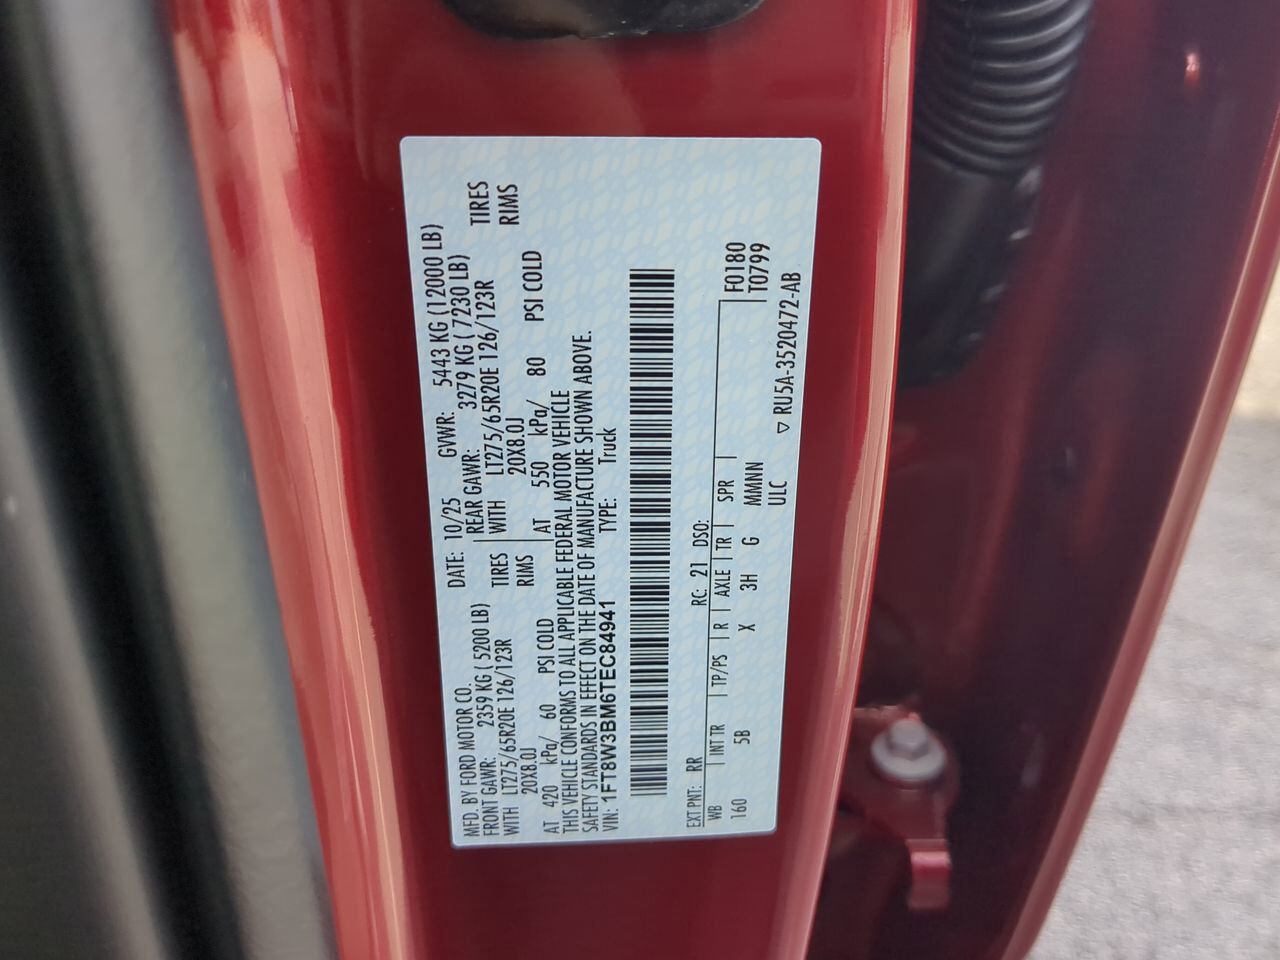 MFD. BY FORD MOTOR CO. DATE: 10/25 GVWR: 5443 KG (12000 LB)
FRONT GAWR: 2359 KG ( 5200 LB) REAR GAWR: 3279 KG ( 7230 LB)
WITH LT275/65R20E 126/123R TIRES WITH LT275/65R20E 126/123R TIRES
20X8.0J RIMS 20X8.0J RIMS
AT 420 kPa/ 60 PSI COLD AT 550 kPa/ 80 PSI COLD
THIS VEHICLE CONFORMS TO ALL APPLICABLE FEDERAL MOTOR VEHICLE
SAFETY STANDARDS IN EFFECT ON THE DATE OF MANUFACTURE SHOWN ABOVE.
VIN: 1FT8W3BM6TEC84941 TYPE: Truck
EXT PNT: RR RC: 21 DSO: F0180
WB INT TR TP/PS R AXLE TR SPR T0799
160 5B X 3H G MMMNN
ULC
▽ RU5A-3520472-AB